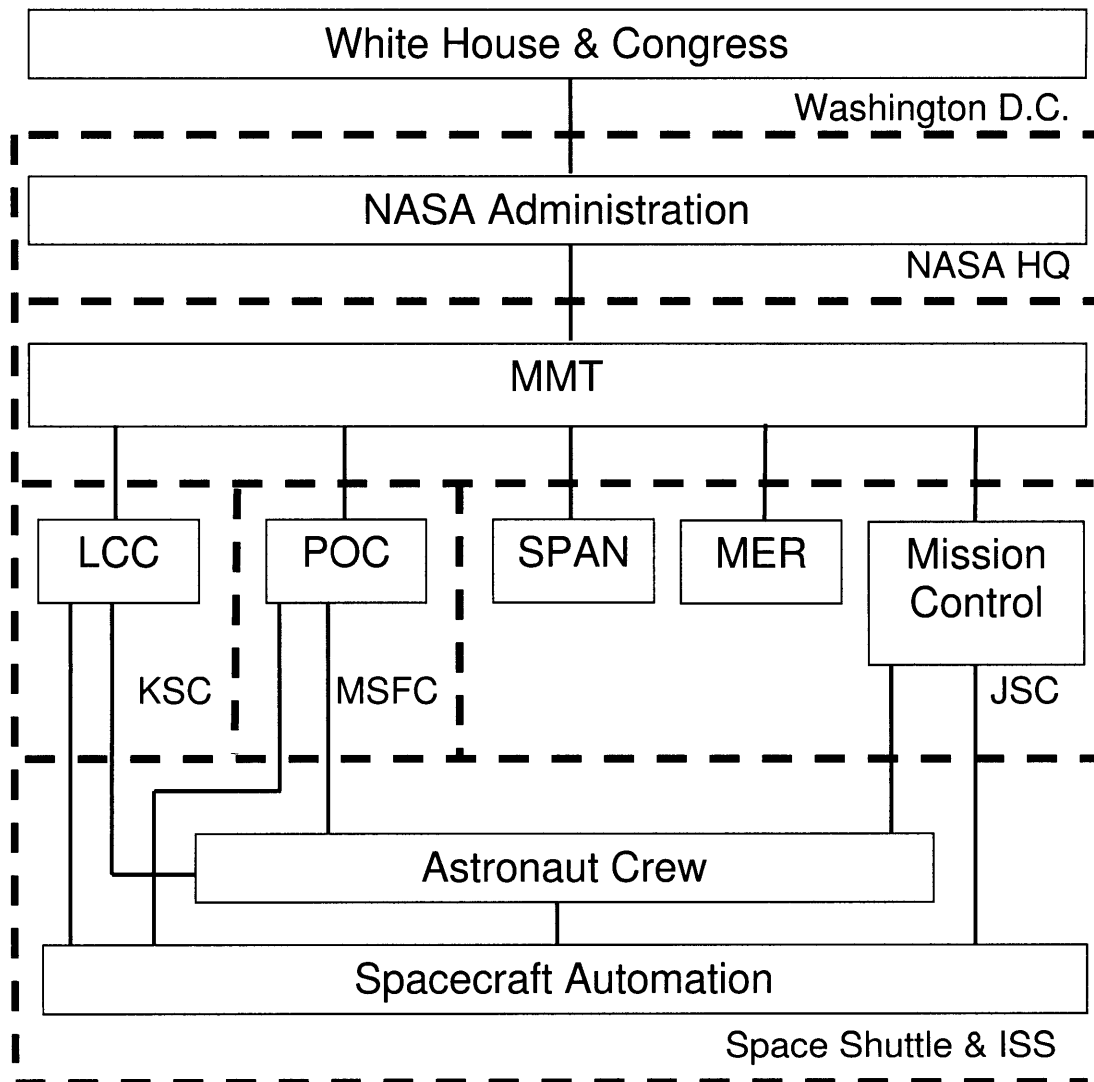 White House & Congress
Washington D.C.
NASA Administration
NASA HQ
MMT
LCC
POC
SPAN
MER
Mission
Control
KSC
MSFC
JSC
Astronaut Crew
Spacecraft Automation
Space Shuttle & ISS